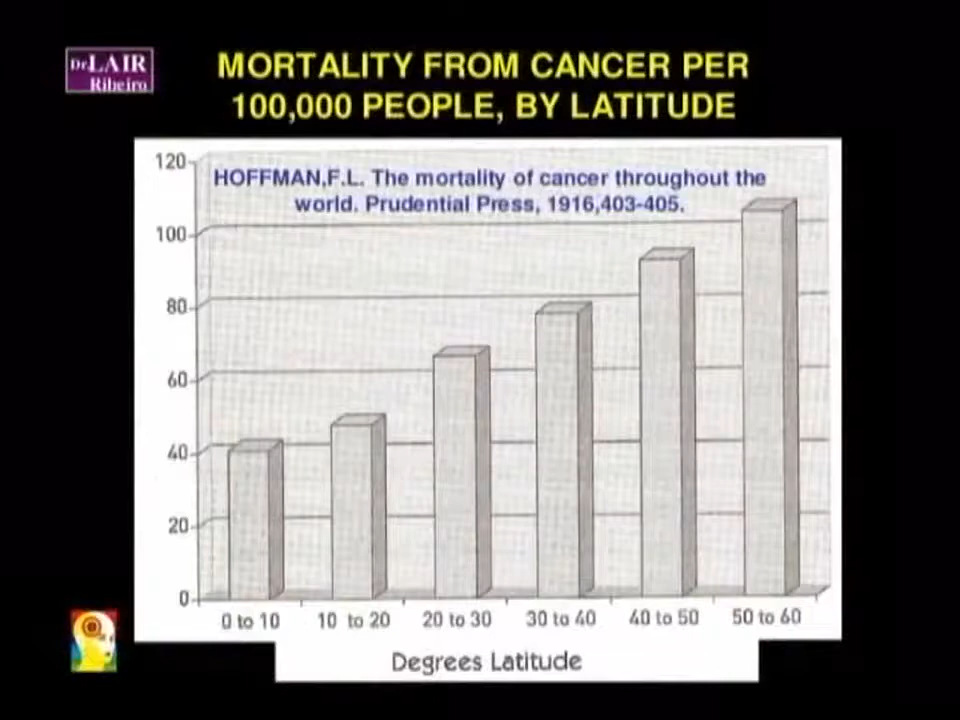 Dr. LAIR
Ribeiro
MORTALITY FROM CANCER PER
100,000 PEOPLE, BY LATITUDE
HOFFMAN,F.L. The mortality of cancer throughout the
world. Prudential Press, 1916,403-405.
120
100
80
60
40
20
0
0 to 10 10 to 20 20 to 30 30 to 40 40 to 50 50 to 60
Degrees Latitude